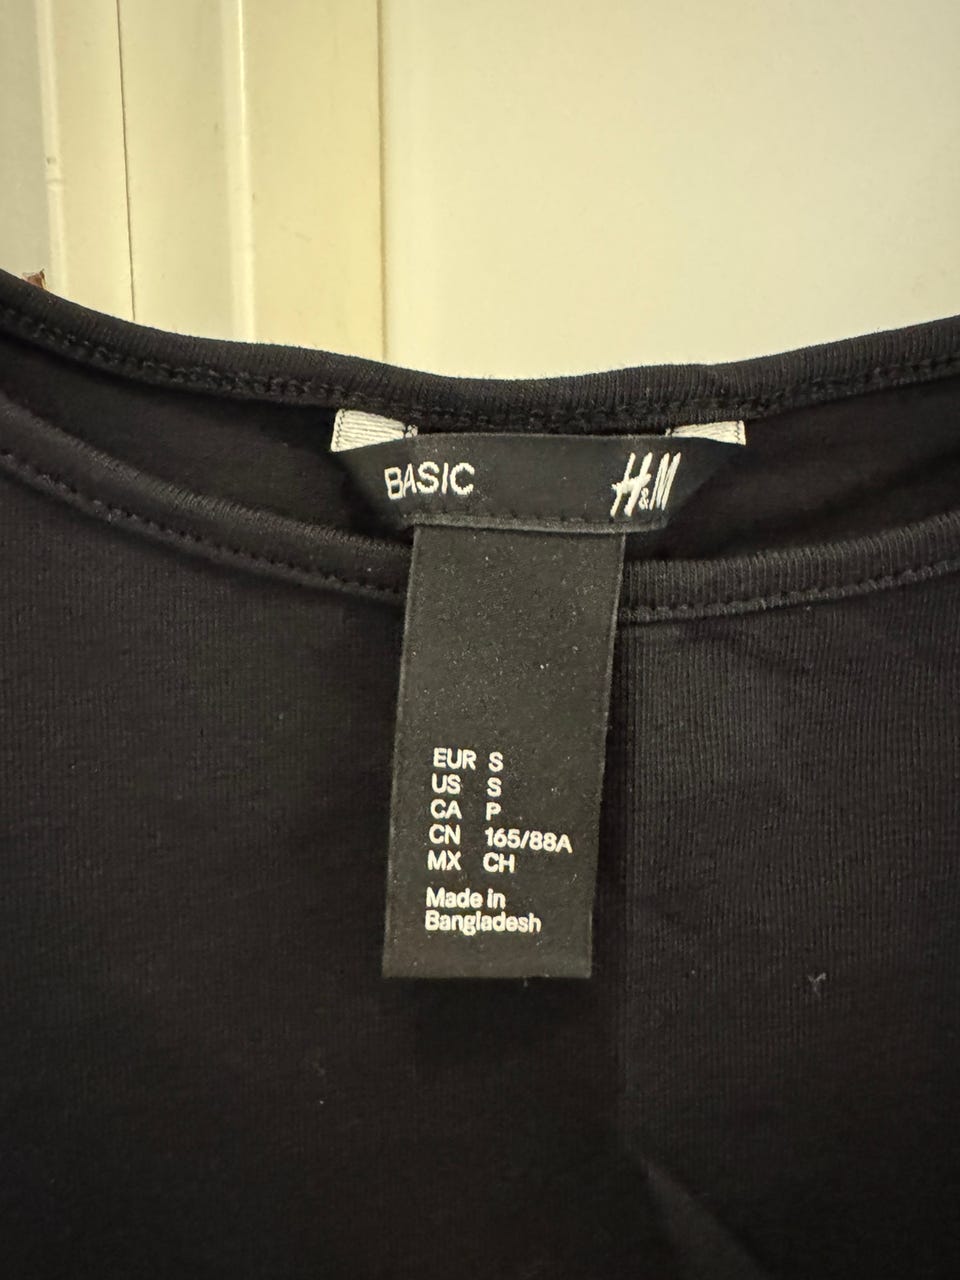 BASIC H&M
EUR S
US S
CA P
CN 165/88A
MX CH
Made in
Bangladesh